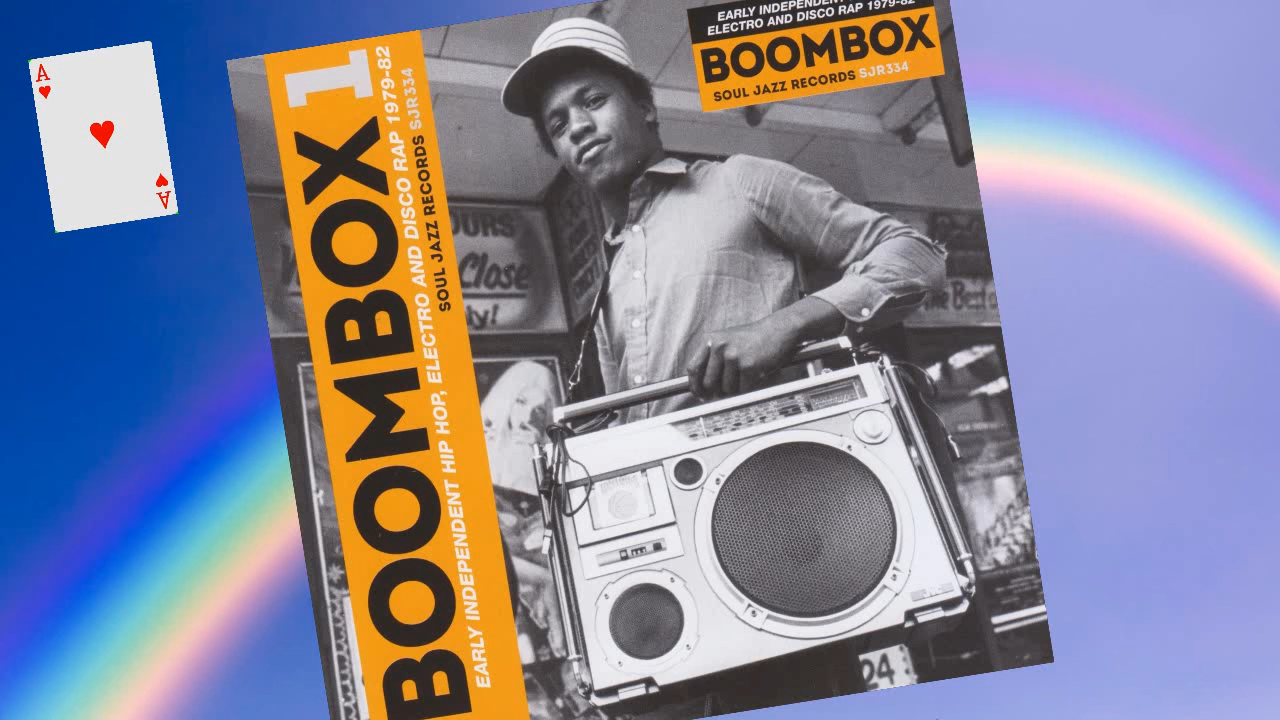 A
A
BOOMBOX 1
EARLY INDEPENDENT HIP HOP, ELECTRO AND DISCO RAP 1979-82
SOUL JAZZ RECORDS SJR334
EARLY INDEPENDENT
ELECTRO AND DISCO RAP 1979-82
BOOMBOX
SOUL JAZZ RECORDS SJR334
OURS
Close
24